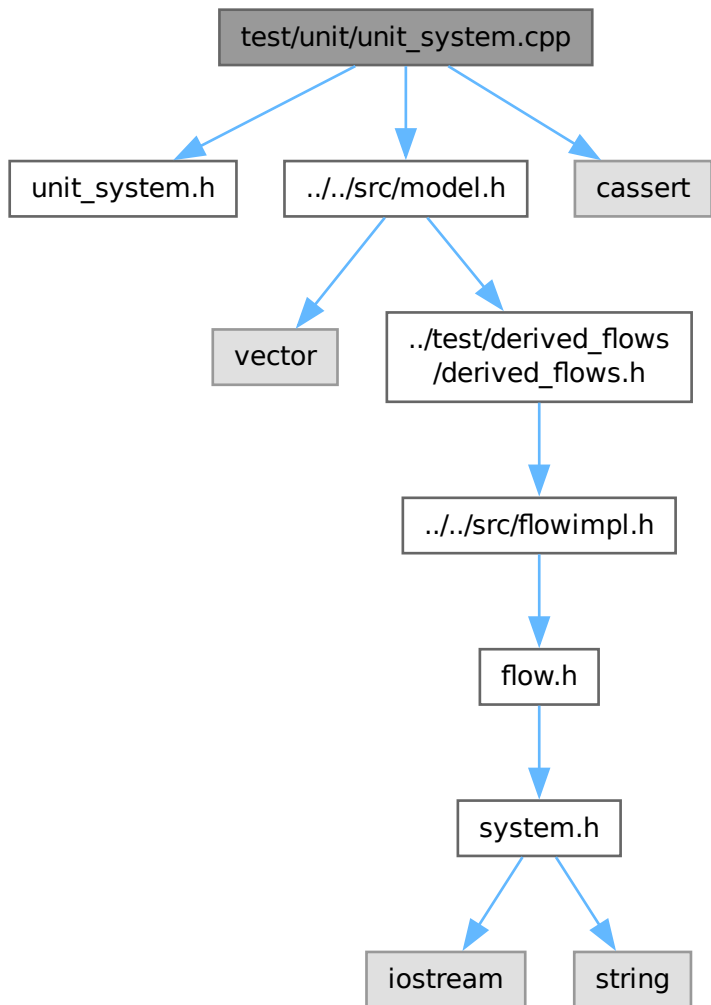 test/unit/unit_system.cpp
unit_system.h
../../src/model.h
cassert
vector
../test/derived_flows
/derived_flows.h
../../src/flowimpl.h
flow.h
system.h
iostream
string